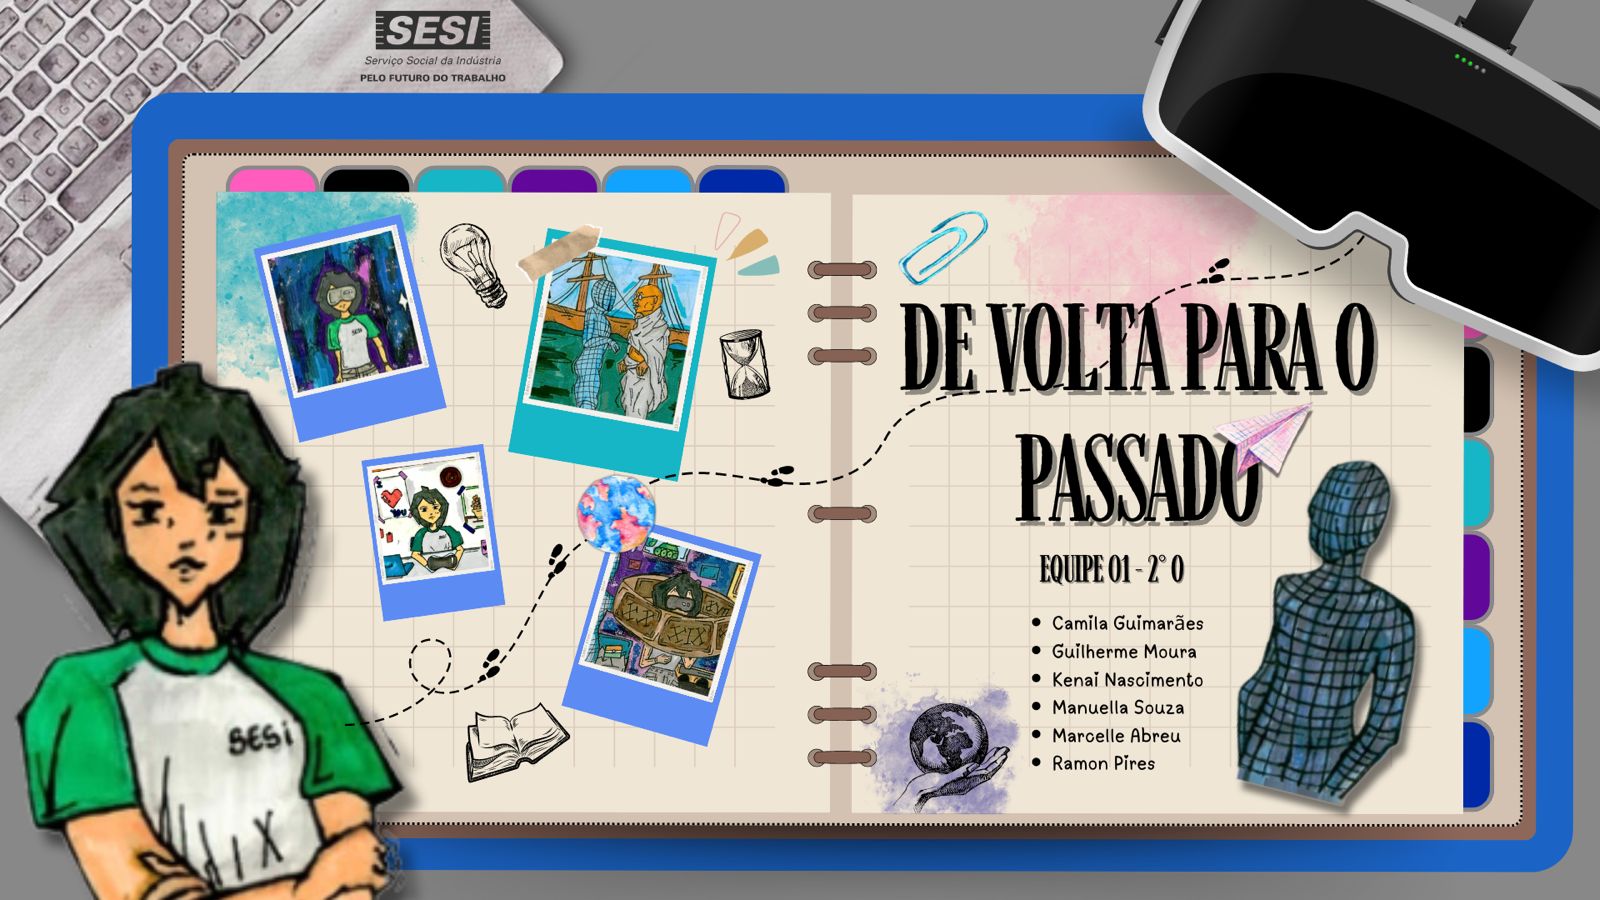 SESI
Serviço Social da Indústria
PELO FUTURO DO TRABALHO
DE VOLTA PARA O
PASSADO
EQUIPE 01 - 2° O
Camila Guimarães
Guilherme Moura
Kenai Nascimento
Manuella Souza
Marcelle Abreu
Ramon Pires
SESi